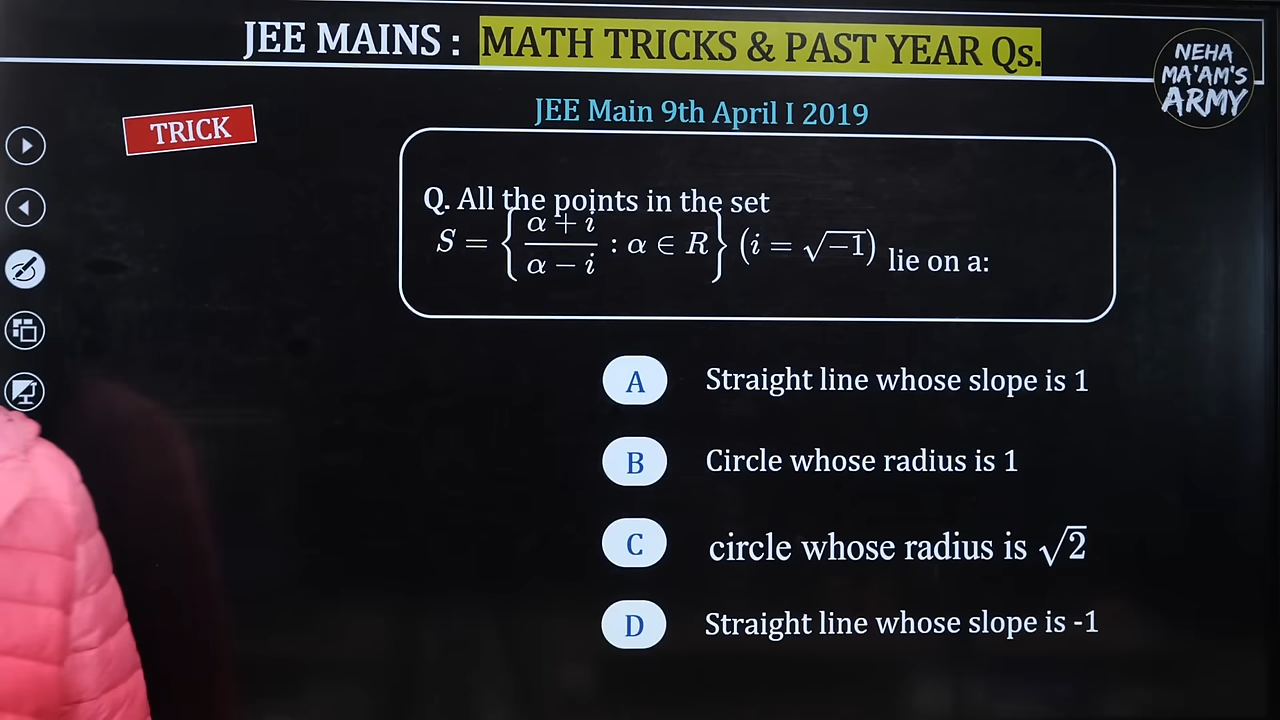 JEE MAINS : MATH TRICKS & PAST YEAR Qs.
NEHA
MA'AM'S
ARMY
TRICK
JEE Main 9th April I 2019
Q. All the points in the set
S = { α + i / α − i : α ∈ R } (i = √−1) lie on a:
A Straight line whose slope is 1
B Circle whose radius is 1
C circle whose radius is √2
D Straight line whose slope is -1